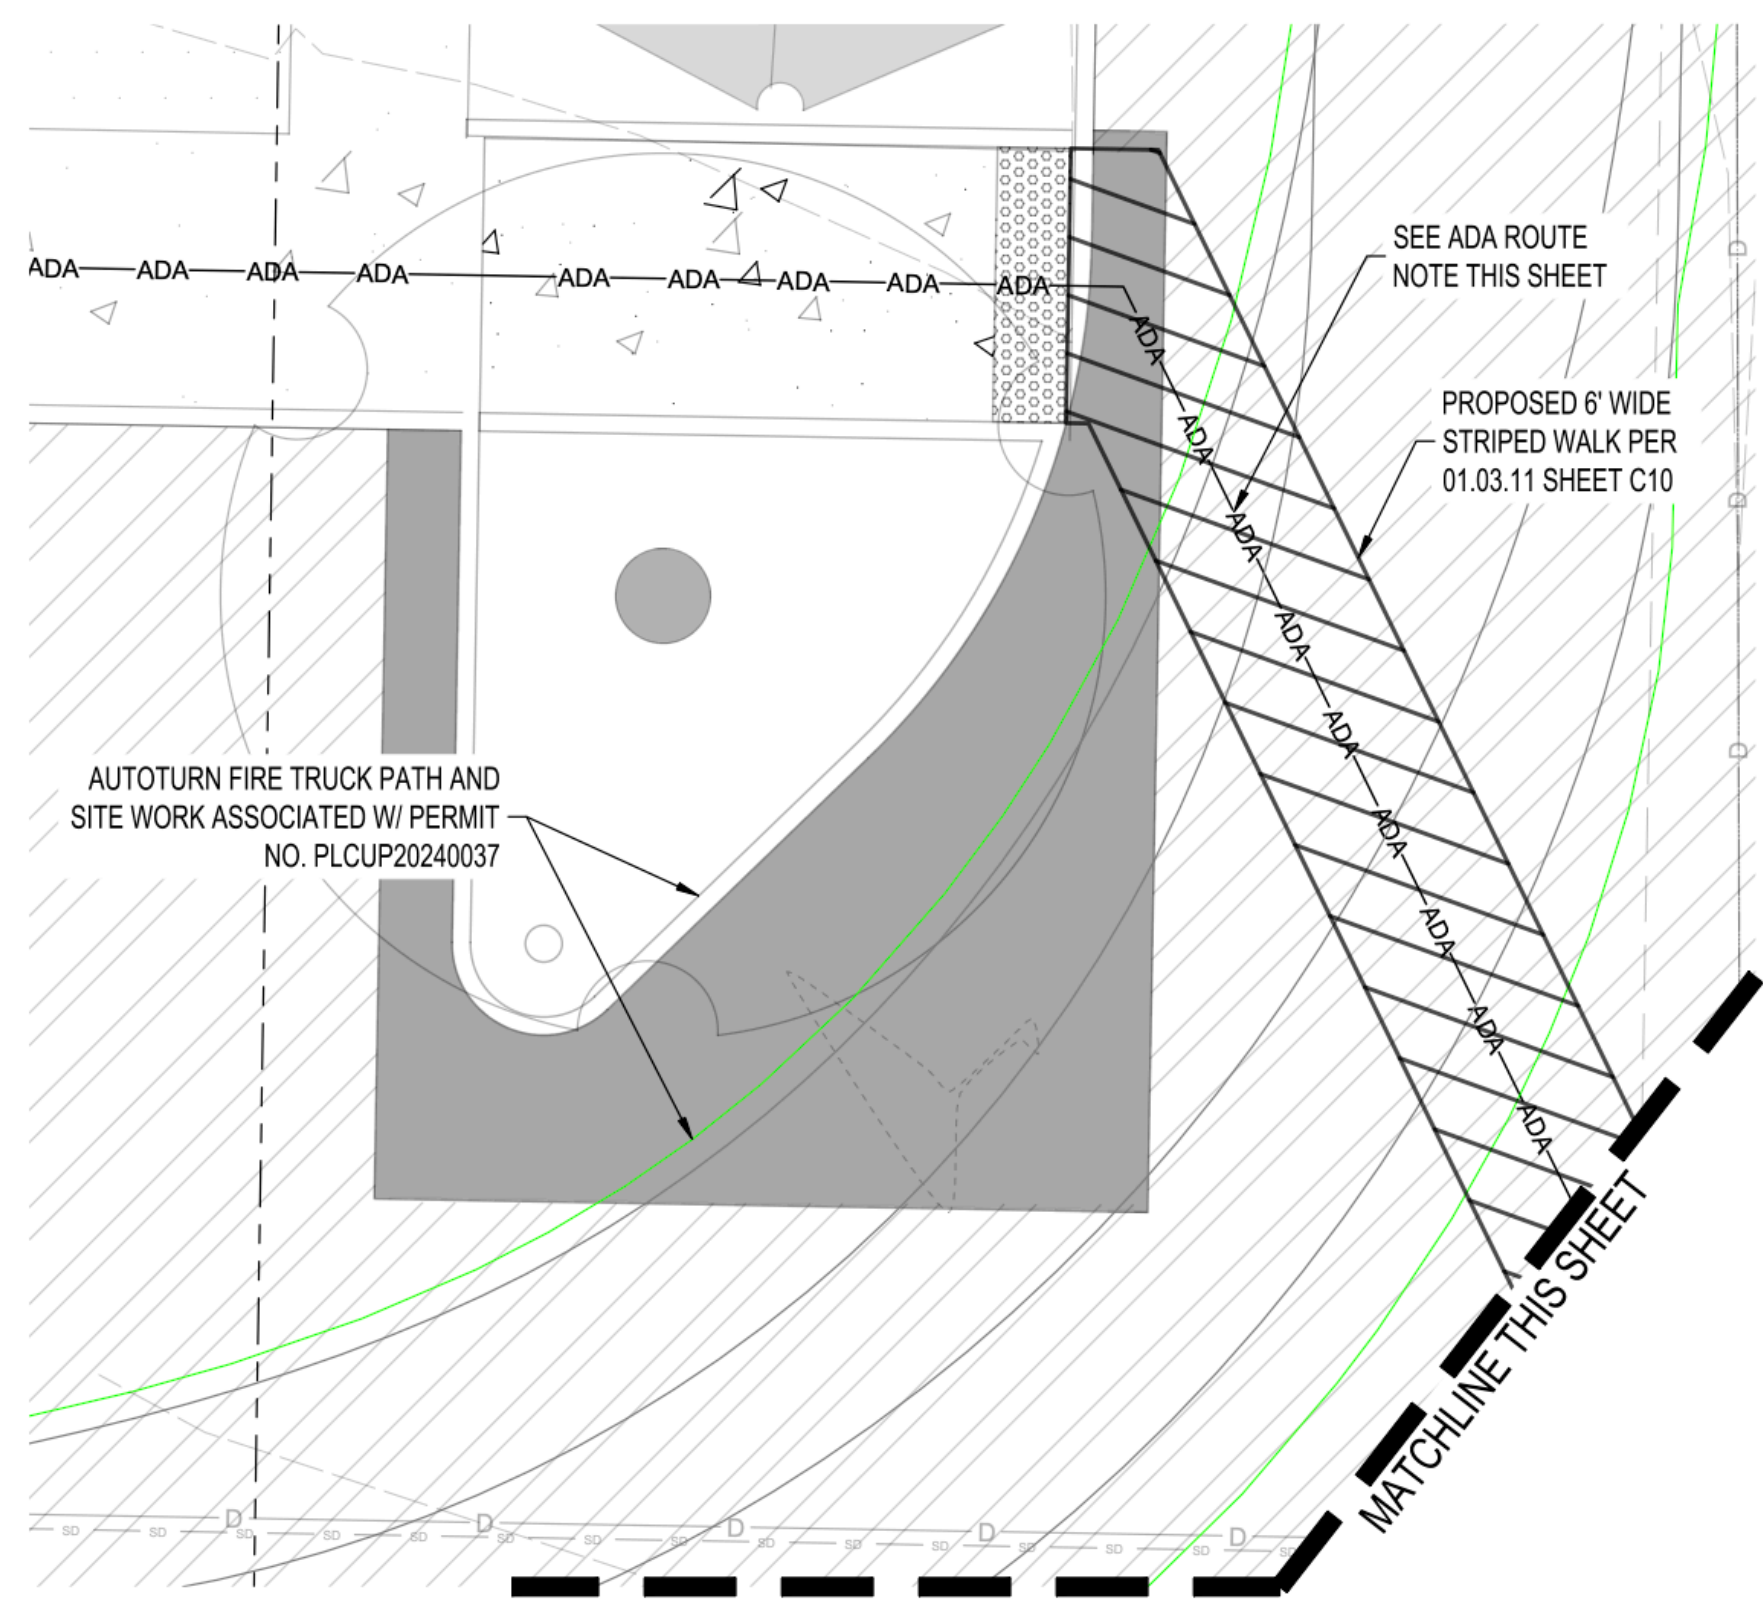 SEE ADA ROUTE
NOTE THIS SHEET
ADA ADA ADA ADA ADA ADA ADA ADA ADA
ADA
ADA
ADA
ADA
ADA
ADA
ADA
ADA
ADA
PROPOSED 6' WIDE
STRIPED WALK PER
01.03.11 SHEET C10
AUTOTURN FIRE TRUCK PATH AND
SITE WORK ASSOCIATED W/ PERMIT
NO. PLCUP20240037
D
D
D
MATCHLINE THIS SHEET
D D D D D
SD SD SD SD SD SD SD SD SD SD SD SD SD SD SD